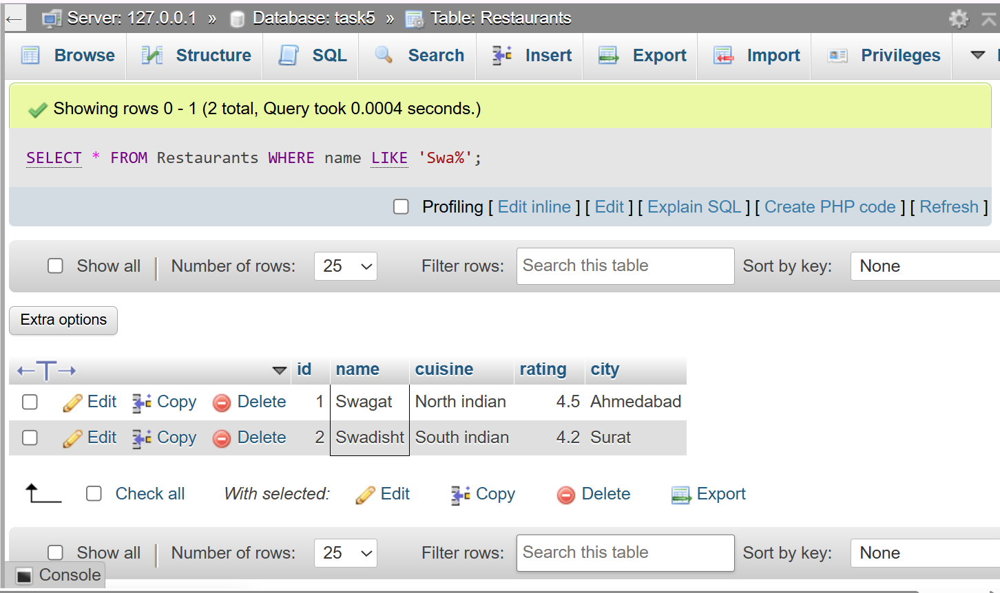 Server: 127.0.0.1 » Database: task5 » Table: Restaurants
Browse Structure SQL Search Insert Export Import Privileges
Showing rows 0 - 1 (2 total, Query took 0.0004 seconds.)
SELECT * FROM Restaurants WHERE name LIKE 'Swa%';
Profiling [ Edit inline ] [ Edit ] [ Explain SQL ] [ Create PHP code ] [ Refresh ]
Show all Number of rows: 25 Filter rows: Search this table Sort by key: None
Extra options
id name cuisine rating city
Edit Copy Delete 1 Swagat North indian 4.5 Ahmedabad
Edit Copy Delete 2 Swadisht South indian 4.2 Surat
Check all With selected: Edit Copy Delete Export
Show all Number of rows: 25 Filter rows: Search this table Sort by key: None
Console